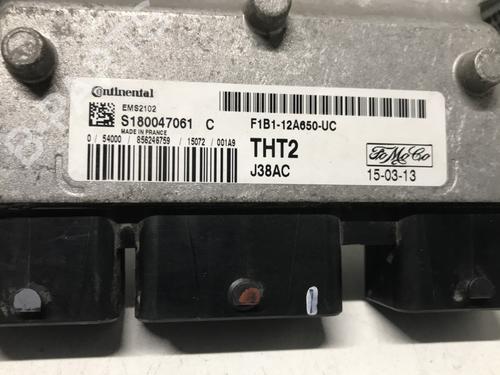 Continental
EMS2102
S180047061 C
MADE IN FRANCE
0 / 54000 / 856246759 / 15072 / 001A9
F1B1-12A650-UC
THT2
J38AC
FoMoCo
15-03-13